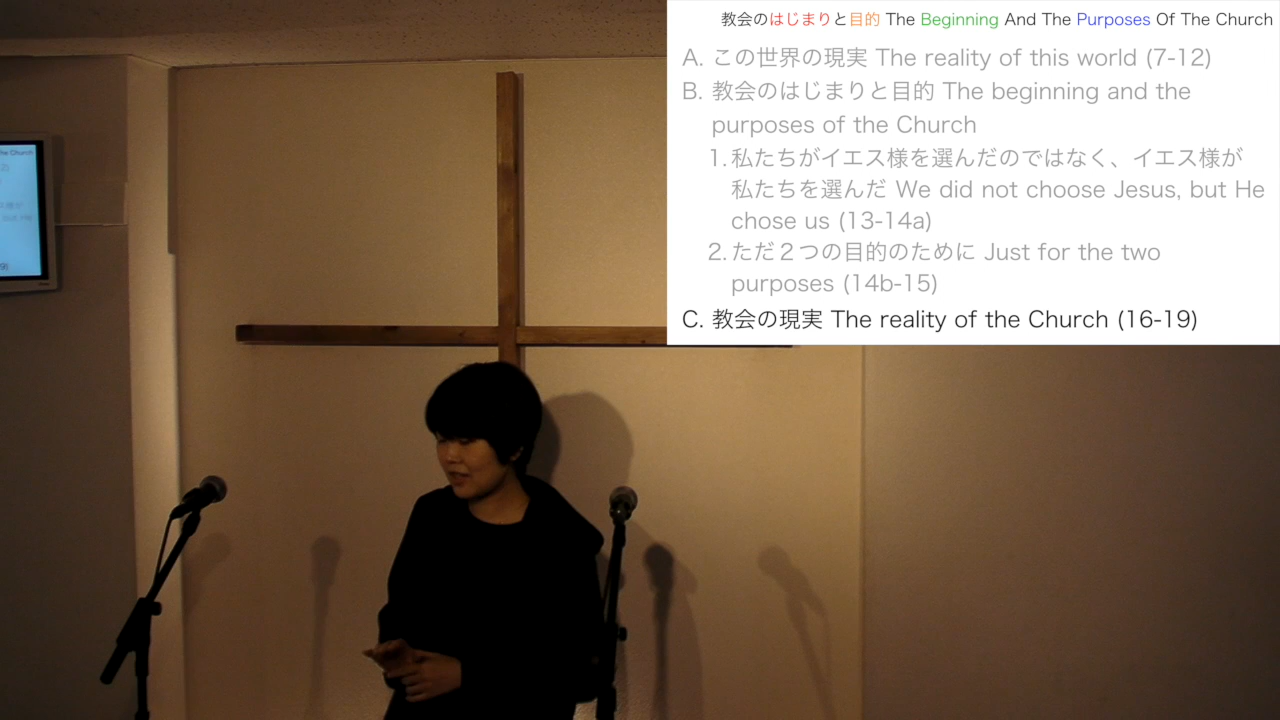 教会のはじまりと目的 The Beginning And The Purposes Of The Church
A. この世界の現実 The reality of this world (7-12)
B. 教会のはじまりと目的 The beginning and the
purposes of the Church
1. 私たちがイエス様を選んだのではなく、イエス様が
私たちを選んだ We did not choose Jesus, but He
chose us (13-14a)
2. ただ２つの目的のために Just for the two
purposes (14b-15)
C. 教会の現実 The reality of the Church (16-19)